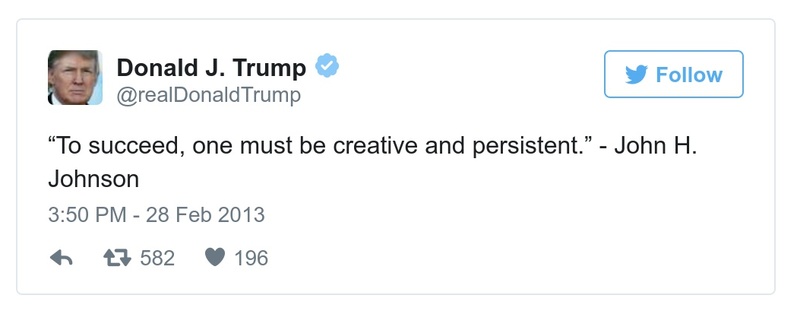 Donald J. Trump
@realDonaldTrump
Follow
“To succeed, one must be creative and persistent.” - John H.
Johnson
3:50 PM - 28 Feb 2013
582 196